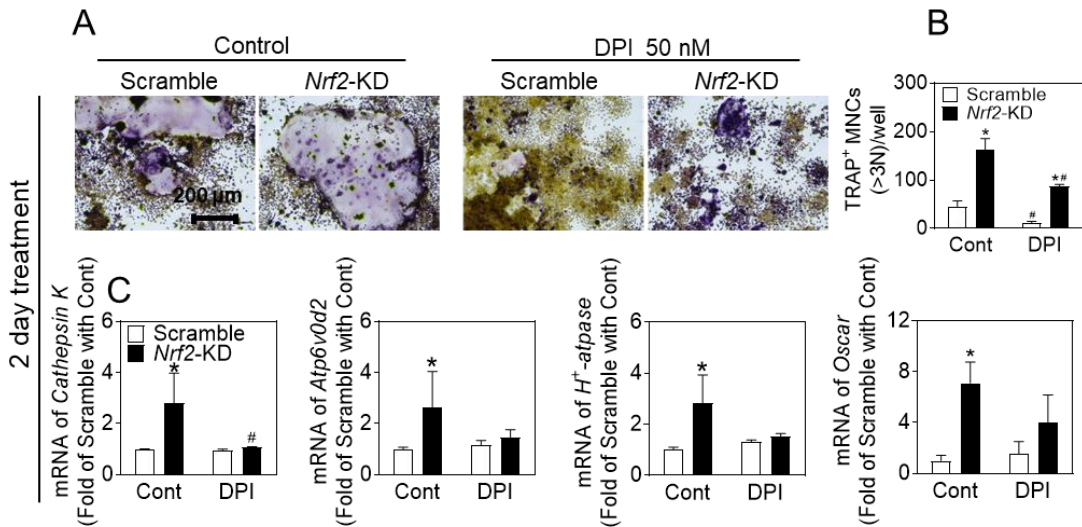 A
Control
DPI 50 nM
Scramble
Nrf2-KD
Scramble
Nrf2-KD
200 µm
B
TRAP⁺ MNCs
(>3N)/well
300
200
100
0
Scramble
Nrf2-KD
*
#
*#
Cont
DPI
2 day treatment
C
mRNA of Cathepsin K
(Fold of Scramble with Cont)
6
4
2
0
Scramble
Nrf2-KD
*
#
Cont
DPI
mRNA of Atp6v0d2
(Fold of Scramble with Cont)
6
4
2
0
*
Cont
DPI
mRNA of H⁺-atpase
(Fold of Scramble with Cont)
6
4
2
0
*
Cont
DPI
mRNA of Oscar
(Fold of Scramble with Cont)
12
8
4
0
*
Cont
DPI